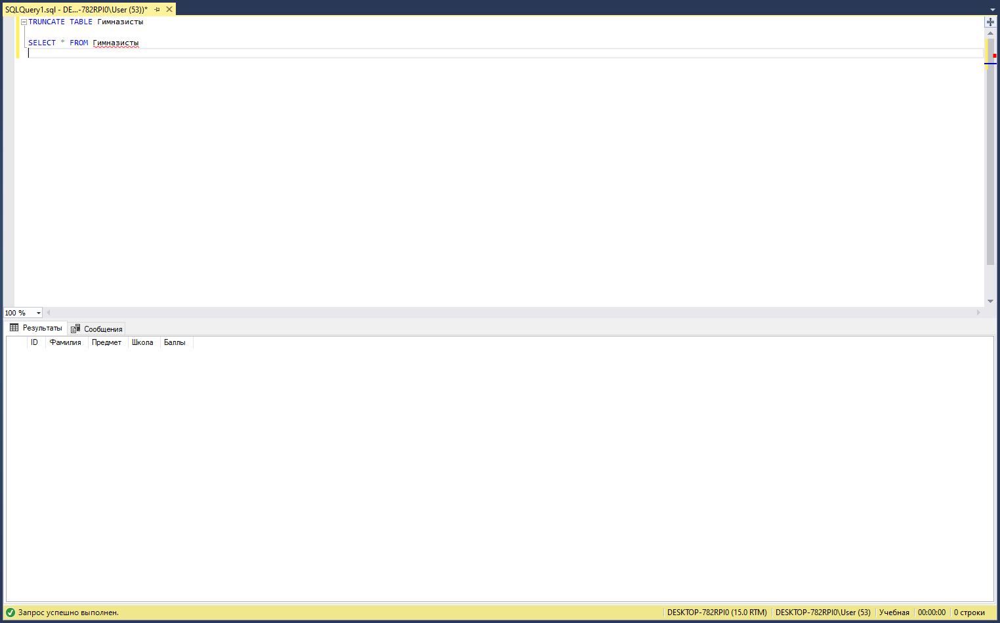 SQLQuery1.sql - DE...-782RPI0\User (53))*
TRUNCATE TABLE Гимназисты
SELECT * FROM Гимназисты
100 %
Результаты Сообщения
ID Фамилия Предмет Школа Баллы
Запрос успешно выполнен. DESKTOP-782RPI0 (15.0 RTM) DESKTOP-782RPI0\User (53) Учебная 00:00:00 0 строки